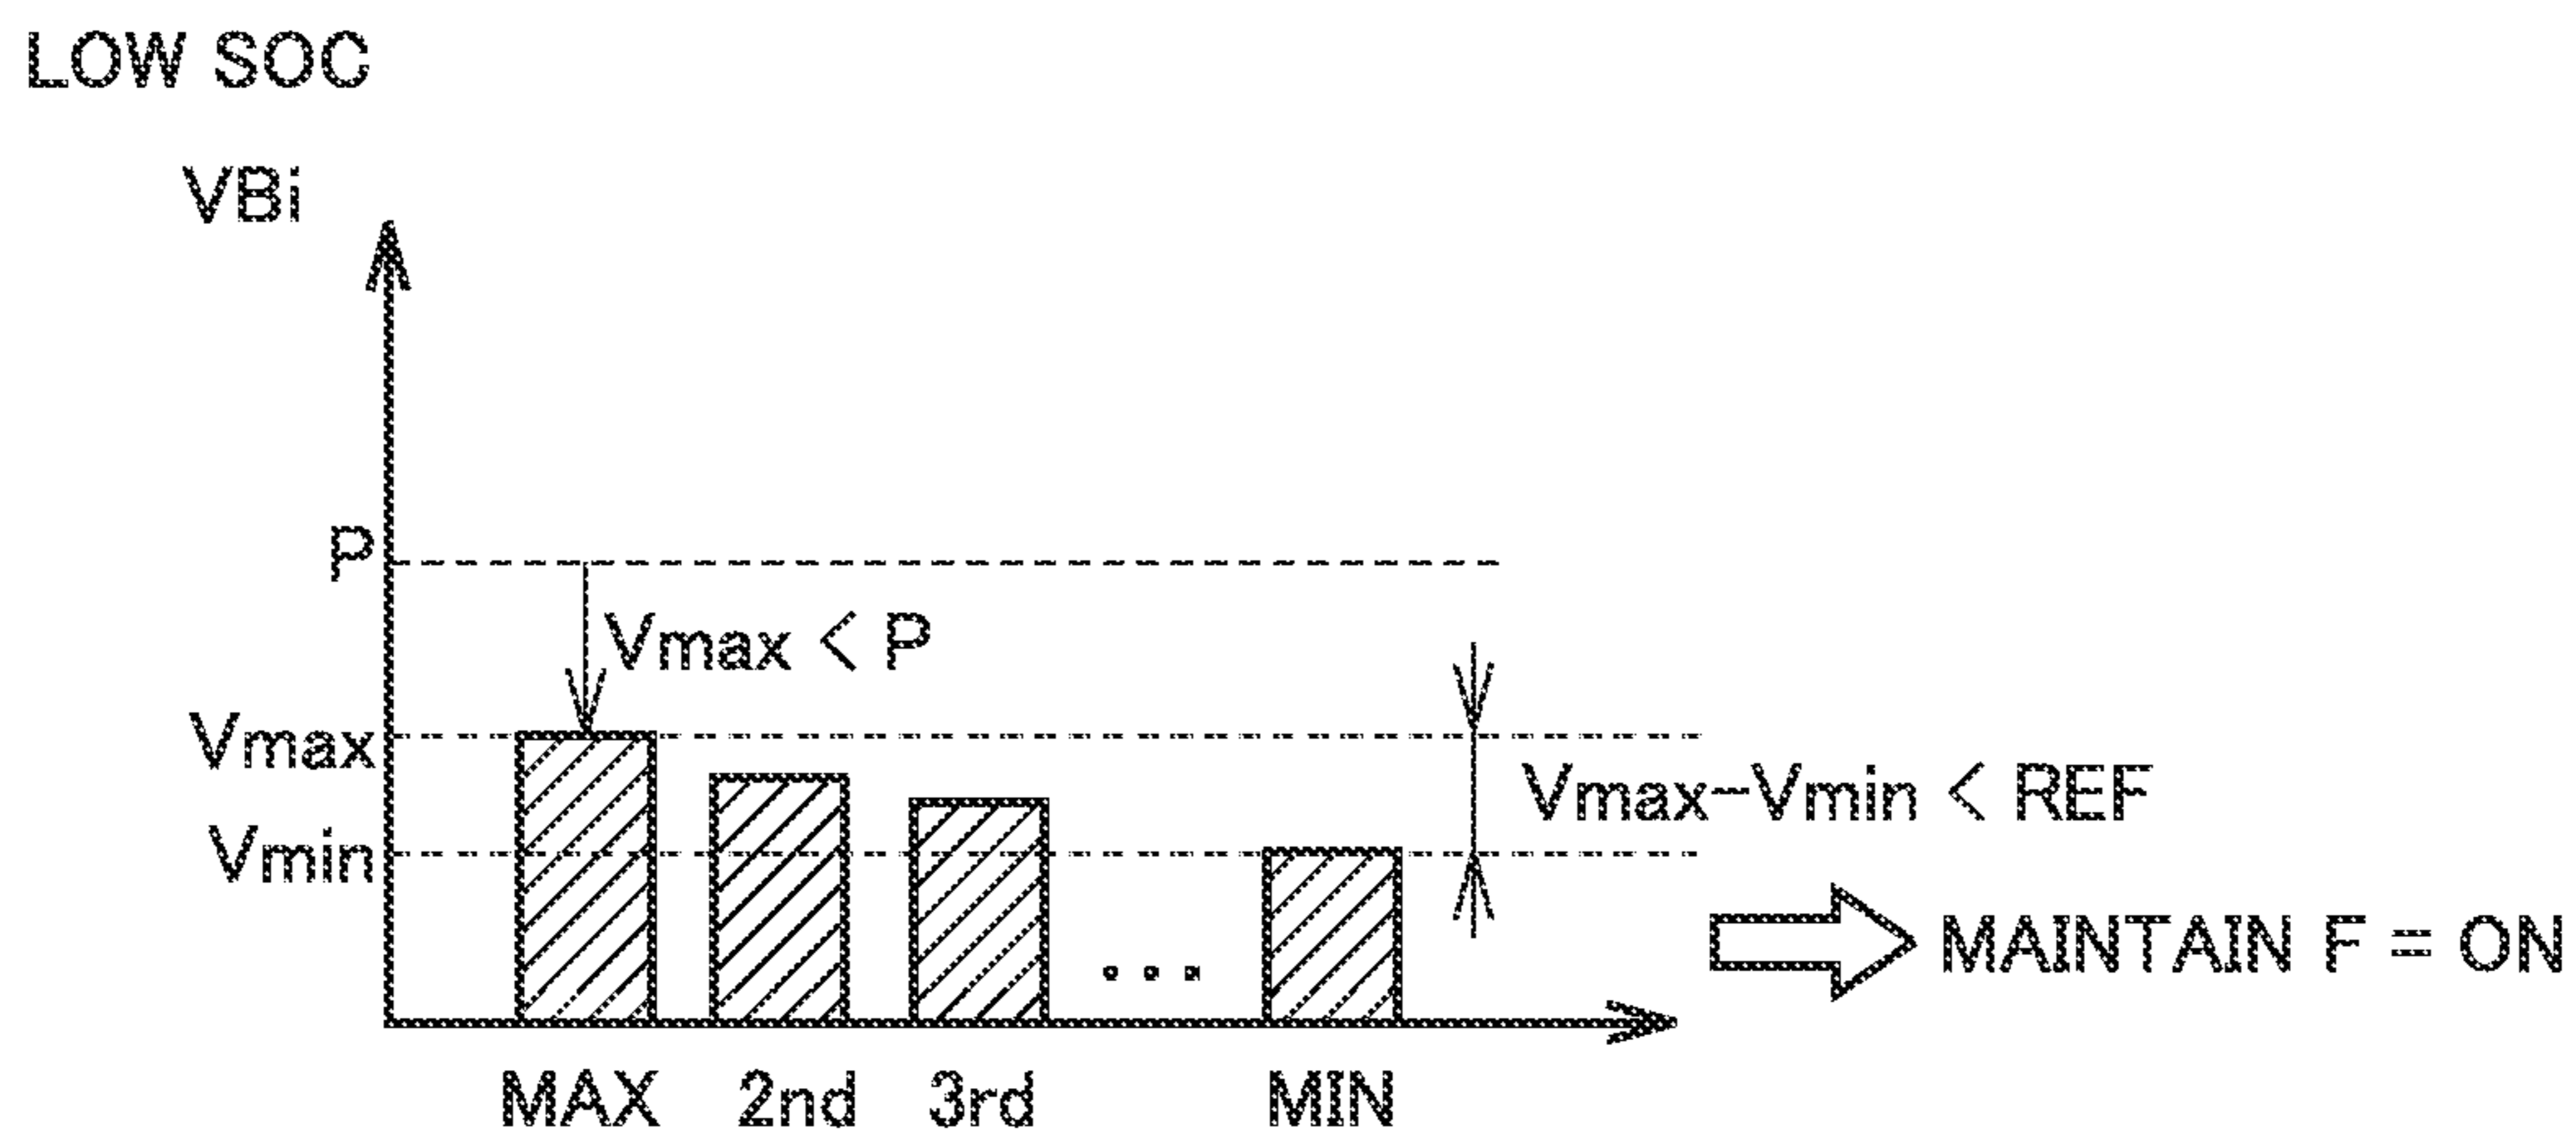 LOW SOC
VBi
P
Vmax < P
Vmax
Vmax-Vmin < REF
Vmin
MAINTAIN F = ON
...
MAX 2nd 3rd MIN